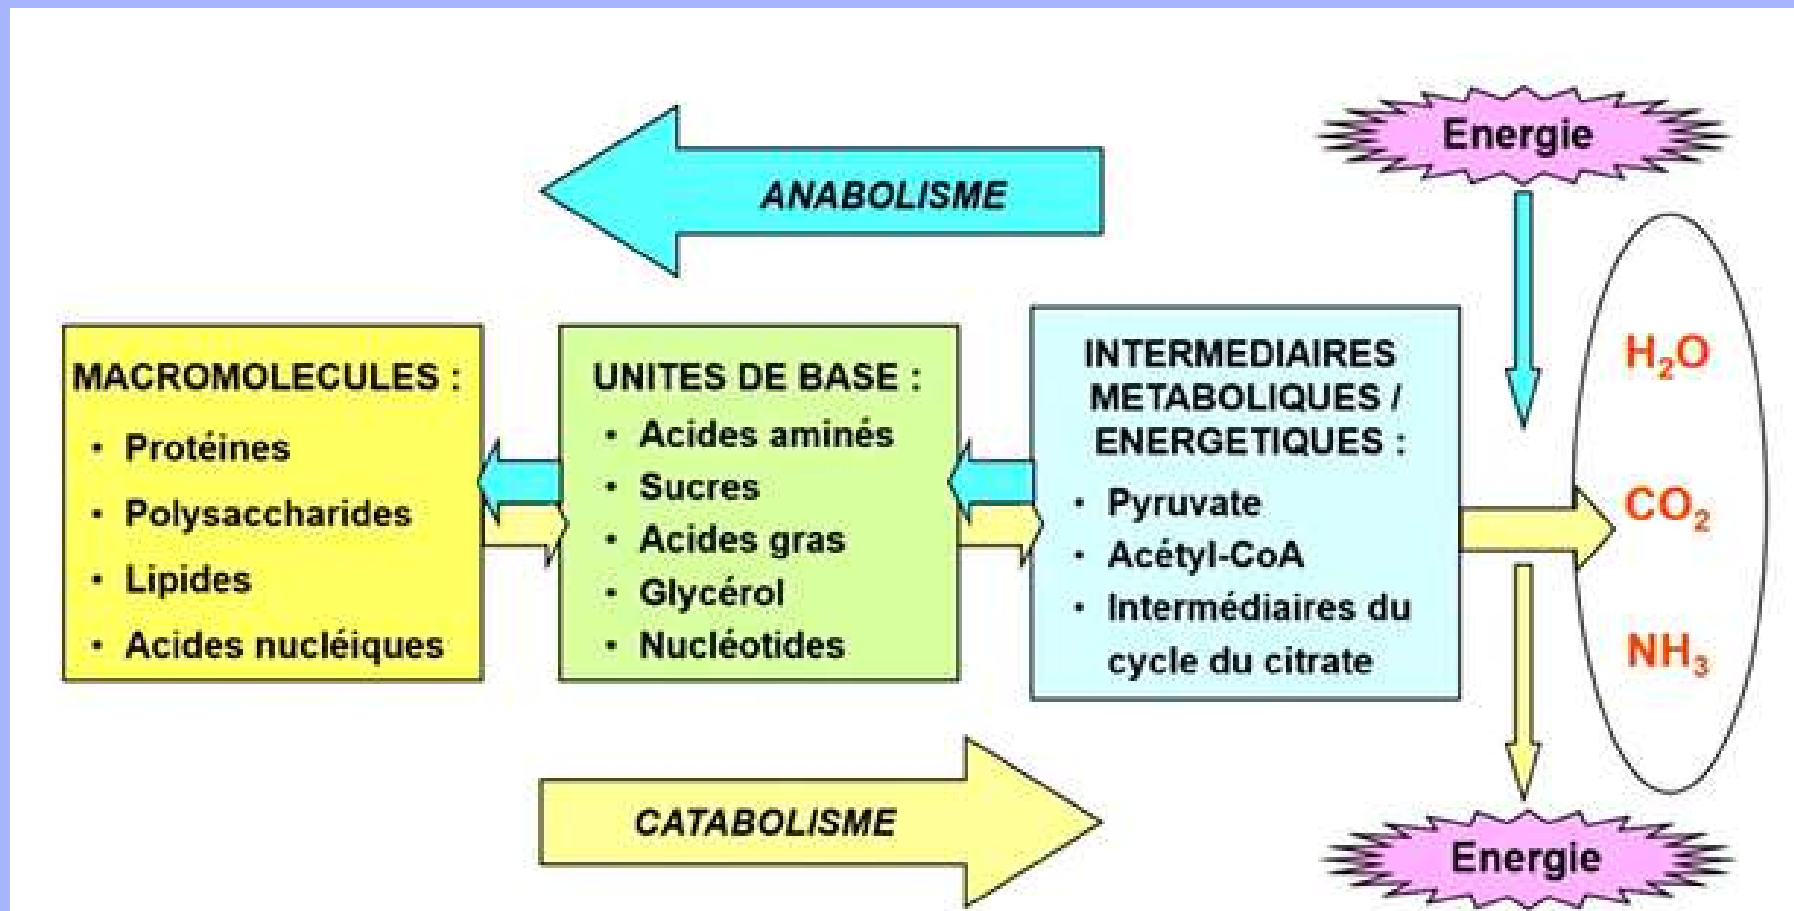 ANABOLISME
Energie
MACROMOLECULES :
• Protéines
• Polysaccharides
• Lipides
• Acides nucléiques
UNITES DE BASE :
• Acides aminés
• Sucres
• Acides gras
• Glycérol
• Nucléotides
INTERMEDIAIRES
METABOLIQUES /
ENERGETIQUES :
• Pyruvate
• Acétyl-CoA
• Intermédiaires du
cycle du citrate
H₂O
CO₂
NH₃
CATABOLISME
Energie